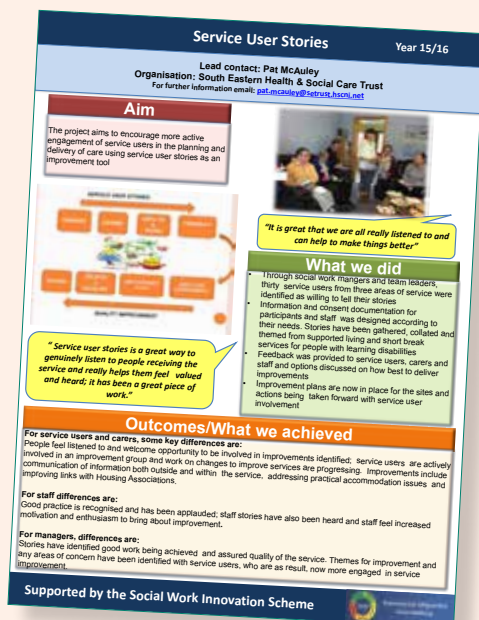 Service User Stories
Year 15/16
Lead contact: Pat McAuley
Organisation: South Eastern Health & Social Care Trust
For further information email: pat.mcauley@setrust.hscni.net
Aim
The project aims to encourage more active
engagement of service users in the planning and
delivery of care using service user stories as an
improvement tool
SERVICE USER STORIES
QUALITY IMPROVEMENT
"It is great that we are all really listened to and
can help to make things better"
" Service user stories is a great way to
genuinely listen to people receiving the
service and really helps them feel valued
and heard; it has been a great piece of
work."
What we did
• Through social work mangers and team leaders,
thirty service users from three areas of service were
identified as willing to tell their stories
• Information and consent documentation for
participants and staff was designed according to
their needs. Stories have been gathered, collated and
themed from supported living and short break
services for people with learning disabilities
• Feedback was provided to service users, carers and
staff and options discussed on how best to deliver
improvements
• Improvement plans are now in place for the sites and
actions being taken forward with service user
involvement
Outcomes/What we achieved
For service users and carers, some key differences are:
People feel listened to and welcome opportunity to be involved in improvements identified; service users are actively
involved in an improvement group and work on changes to improve services are progressing. Improvements include
communication of information both outside and within the service, addressing practical accommodation issues and
improving links with Housing Associations.
For staff differences are:
Good practice is recognised and has been applauded; staff stories have also been heard and staff feel increased
motivation and enthusiasm to bring about improvement.
For managers, differences are:
Stories have identified good work being achieved and assured quality of the service. Themes for improvement and
any areas of concern have been identified with service users, who are as result, now more engaged in service
improvement.
Supported by the Social Work Innovation Scheme